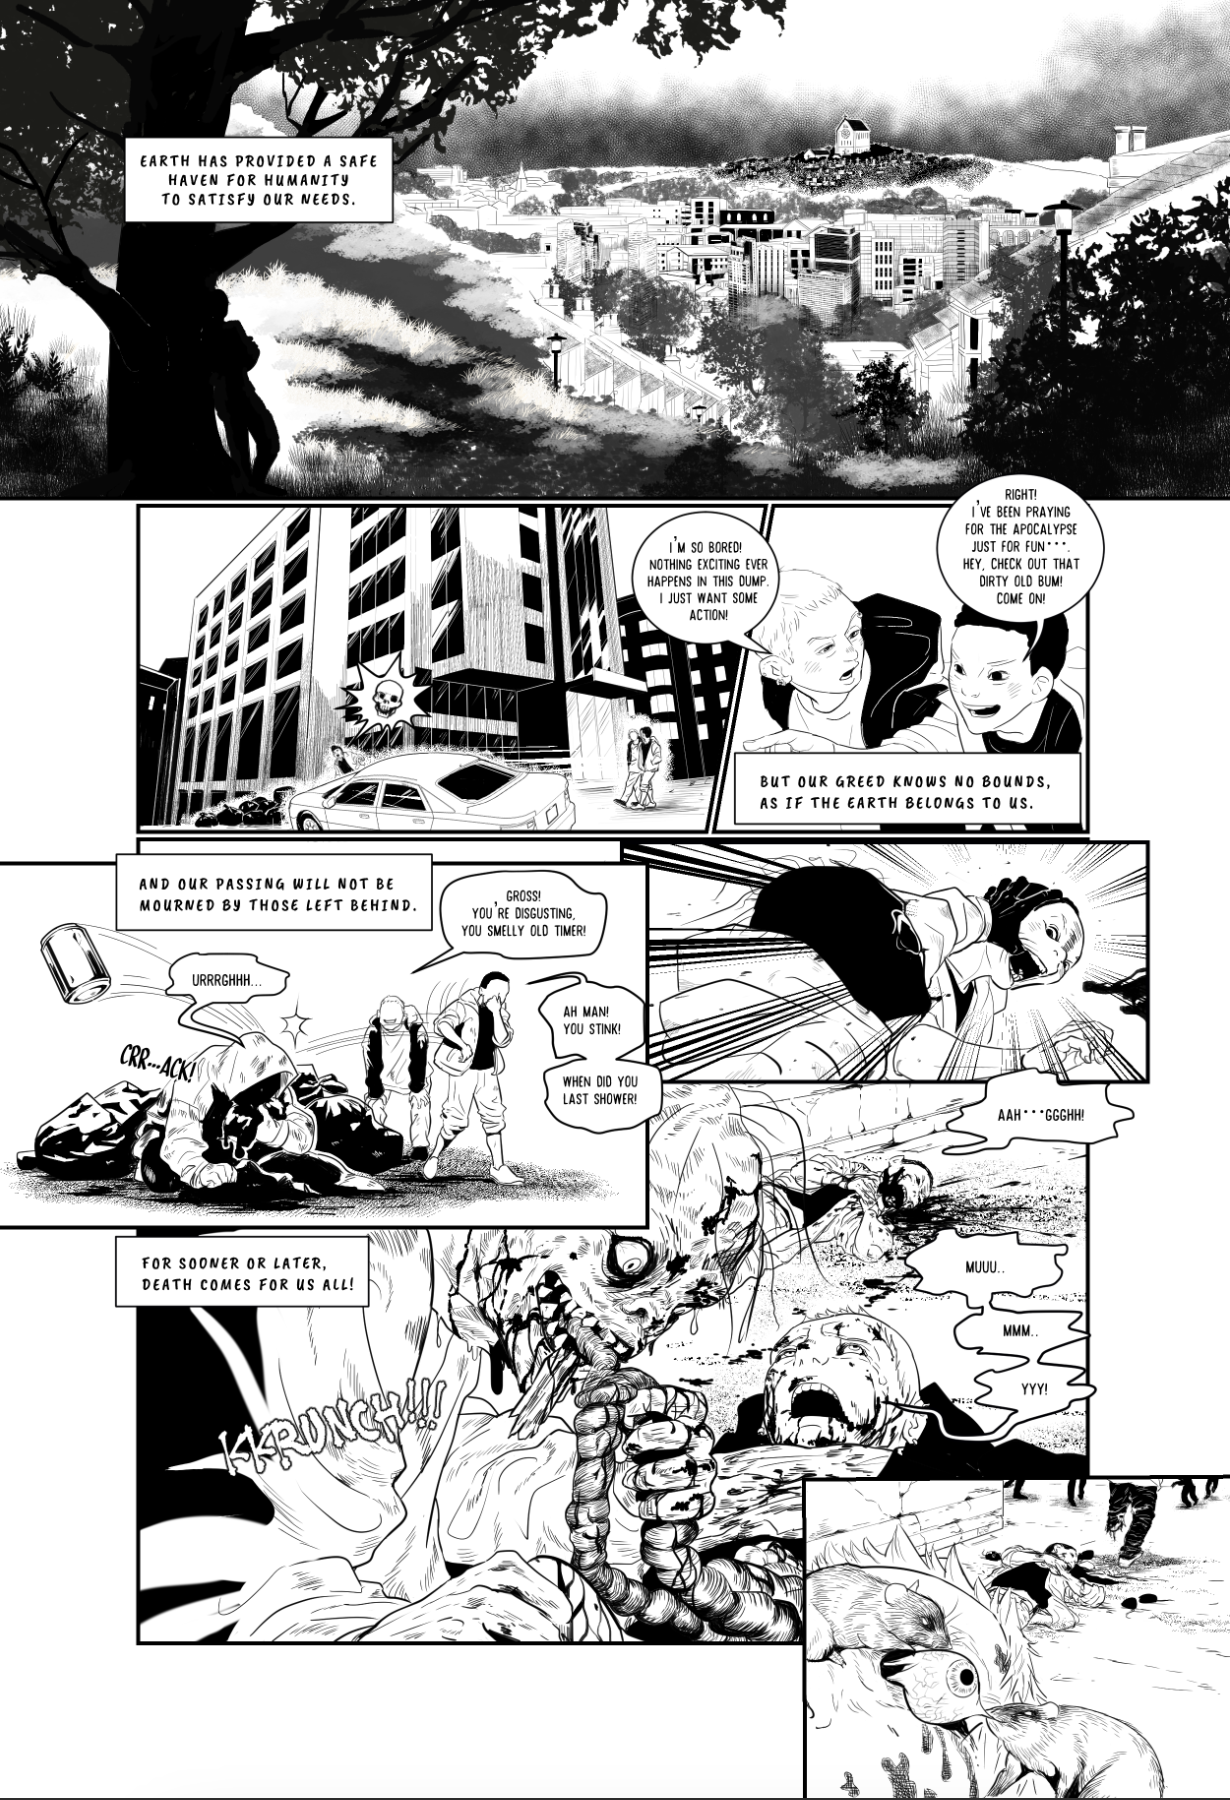 EARTH HAS PROVIDED A SAFE
HAVEN FOR HUMANITY
TO SATISFY OUR NEEDS.
I'M SO BORED!
NOTHING EXCITING EVER
HAPPENS IN THIS DUMP.
I JUST WANT SOME
ACTION!
RIGHT!
I'VE BEEN PRAYING
FOR THE APOCALYPSE
JUST FOR FUN･･･.
HEY, CHECK OUT THAT
DIRTY OLD BUM!
COME ON!
BUT OUR GREED KNOWS NO BOUNDS,
AS IF THE EARTH BELONGS TO US.
AND OUR PASSING WILL NOT BE
MOURNED BY THOSE LEFT BEHIND.
GROSS!
YOU'RE DISGUSTING,
YOU SMELLY OLD TIMER!
URRRGHHH...
AH MAN!
YOU STINK!
CRR...ACK!
WHEN DID YOU
LAST SHOWER!
AAH･･･GGGHH!
FOR SOONER OR LATER,
DEATH COMES FOR US ALL!
MUUU..
MMM..
YYY!
KKRUNCH!!!